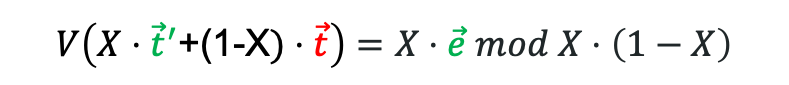 V(X · t⃗′+(1-X) · t⃗) = X · e⃗ mod X · (1 − X)